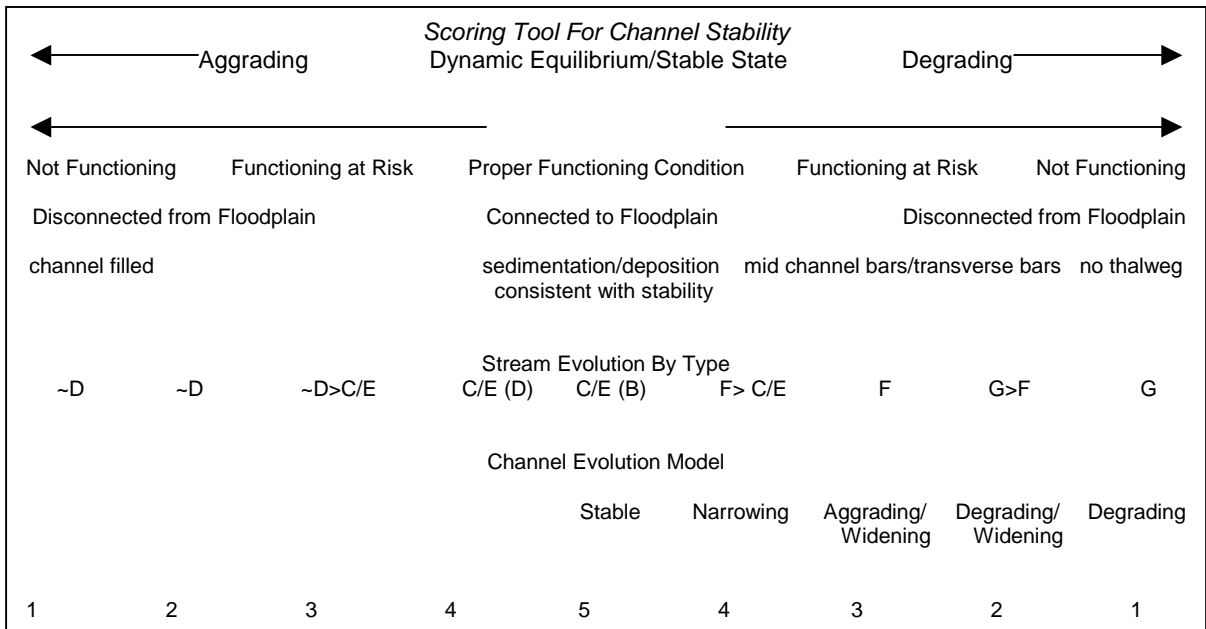 Scoring Tool For Channel Stability
Aggrading Dynamic Equilibrium/Stable State Degrading
Not Functioning Functioning at Risk Proper Functioning Condition Functioning at Risk Not Functioning
Disconnected from Floodplain Connected to Floodplain Disconnected from Floodplain
channel filled sedimentation/deposition mid channel bars/transverse bars no thalweg
consistent with stability
Stream Evolution By Type
~D ~D ~D>C/E C/E (D) C/E (B) F> C/E F G>F G
Channel Evolution Model
Stable Narrowing Aggrading/ Degrading/ Degrading
Widening Widening
1 2 3 4 5 4 3 2 1